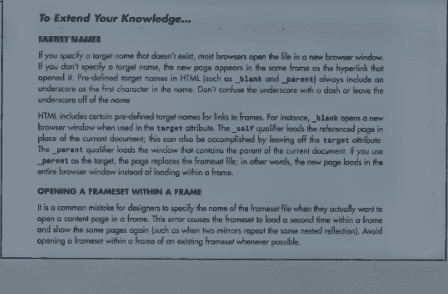 To Extend Your Knowledge...
TARGET NAMES
If you specify a target name that doesn't exist, most browsers open the file in a new browser window.
If you don't specify a target name, the new page appears in the same frame as the hyperlink that
opened it. Pre-defined target names in HTML (such as _blank and _parent) always include an
underscore as the first character in the name. Don't confuse the underscore with a dash or leave the
underscore off of the name
HTML includes certain pre-defined target names for links to frames. For instance, _blank opens a new
browser window when used in the target attribute. The _self qualifier loads the referenced page in
place of the current document; this can also be accomplished by leaving off the target attribute.
The _parent qualifier loads the window that contains the parent of the current document. If you use
_parent as the target, the page replaces the frameset file; in other words, the new page loads in the
entire browser window instead of loading within a frame.
OPENING A FRAMESET WITHIN A FRAME
It is a common mistake for designers to specify the name of the frameset file when they actually want to
open a content page in a frame. This error causes the frameset to load a second time within a frame
and show the same pages again (such as when two mirrors repeat the same nested reflection). Avoid
opening a frameset within a frame of an existing frameset whenever possible.